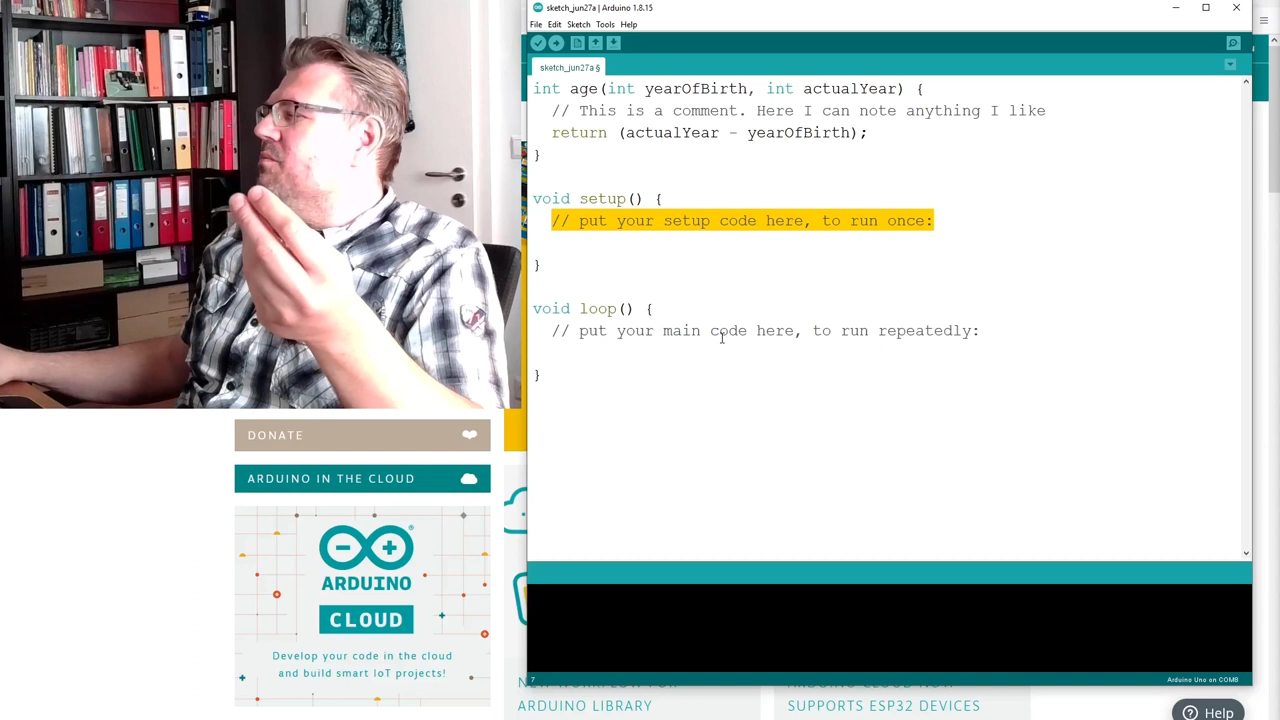 sketch_jun27a | Arduino 1.8.15
File Edit Sketch Tools Help
sketch_jun27a §
int age(int yearOfBirth, int actualYear) {
// This is a comment. Here I can note anything I like
return (actualYear - yearOfBirth);
}
void setup() {
// put your setup code here, to run once:
}
void loop() {
// put your main code here, to run repeatedly:
}
7
Arduino Uno on COM8
DONATE
ARDUINO IN THE CLOUD
ARDUINO
CLOUD
Develop your code in the cloud
and build smart IoT projects!
ARDUINO LIBRARY
SUPPORTS ESP32 DEVICES
Help